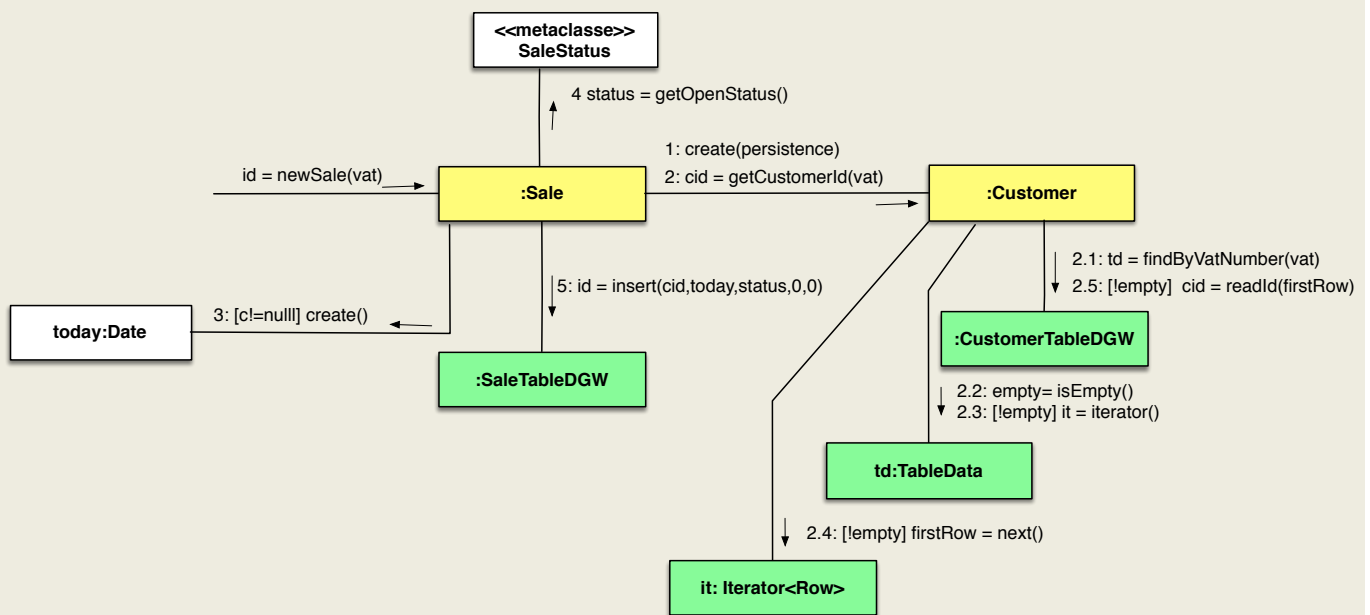 <<metaclasse>>
SaleStatus
4 status = getOpenStatus()
1: create(persistence)
id = newSale(vat)
2: cid = getCustomerId(vat)
:Sale
:Customer
2.1: td = findByVatNumber(vat)
5: id = insert(cid,today,status,0,0)
2.5: [!empty] cid = readId(firstRow)
3: [c!=nulll] create()
today:Date
:CustomerTableDGW
:SaleTableDGW
2.2: empty= isEmpty()
2.3: [!empty] it = iterator()
td:TableData
2.4: [!empty] firstRow = next()
it: Iterator<Row>